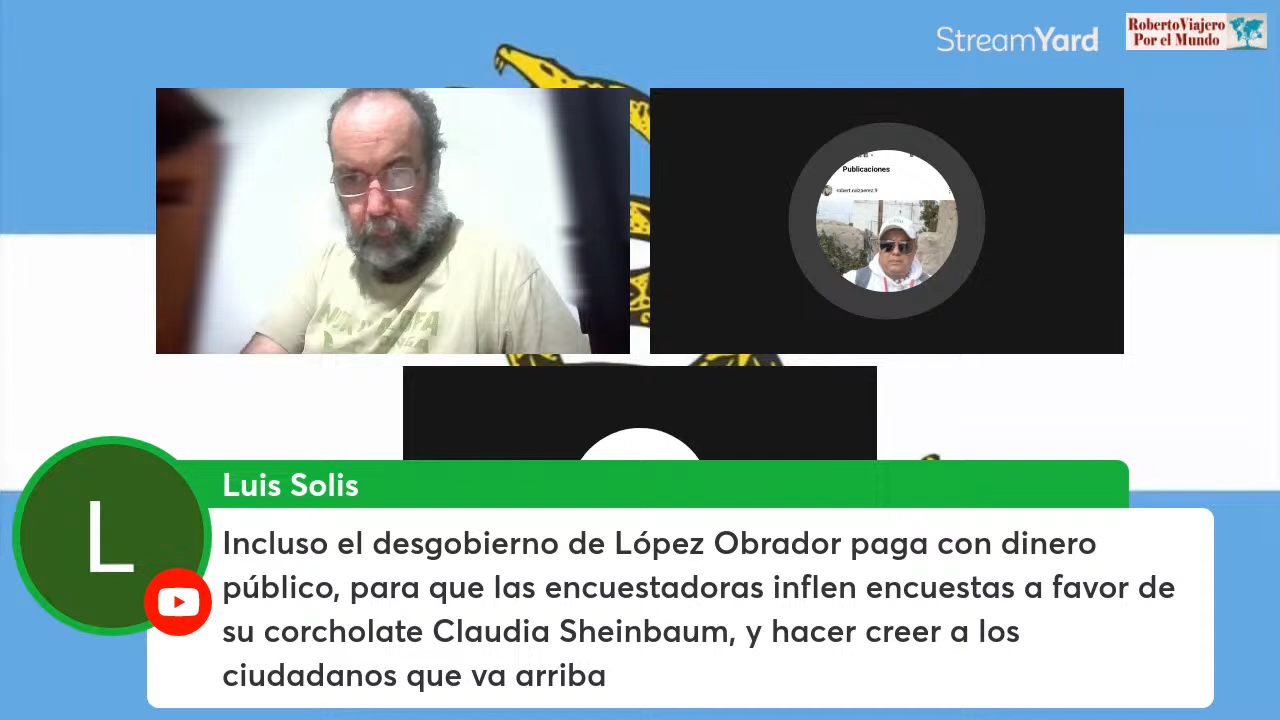 StreamYard
RobertoViajero
Por el Mundo
Publicaciones
L
Luis Solis
Incluso el desgobierno de López Obrador paga con dinero
público, para que las encuestadoras inflen encuestas a favor de
su corcholate Claudia Sheinbaum, y hacer creer a los
ciudadanos que va arriba